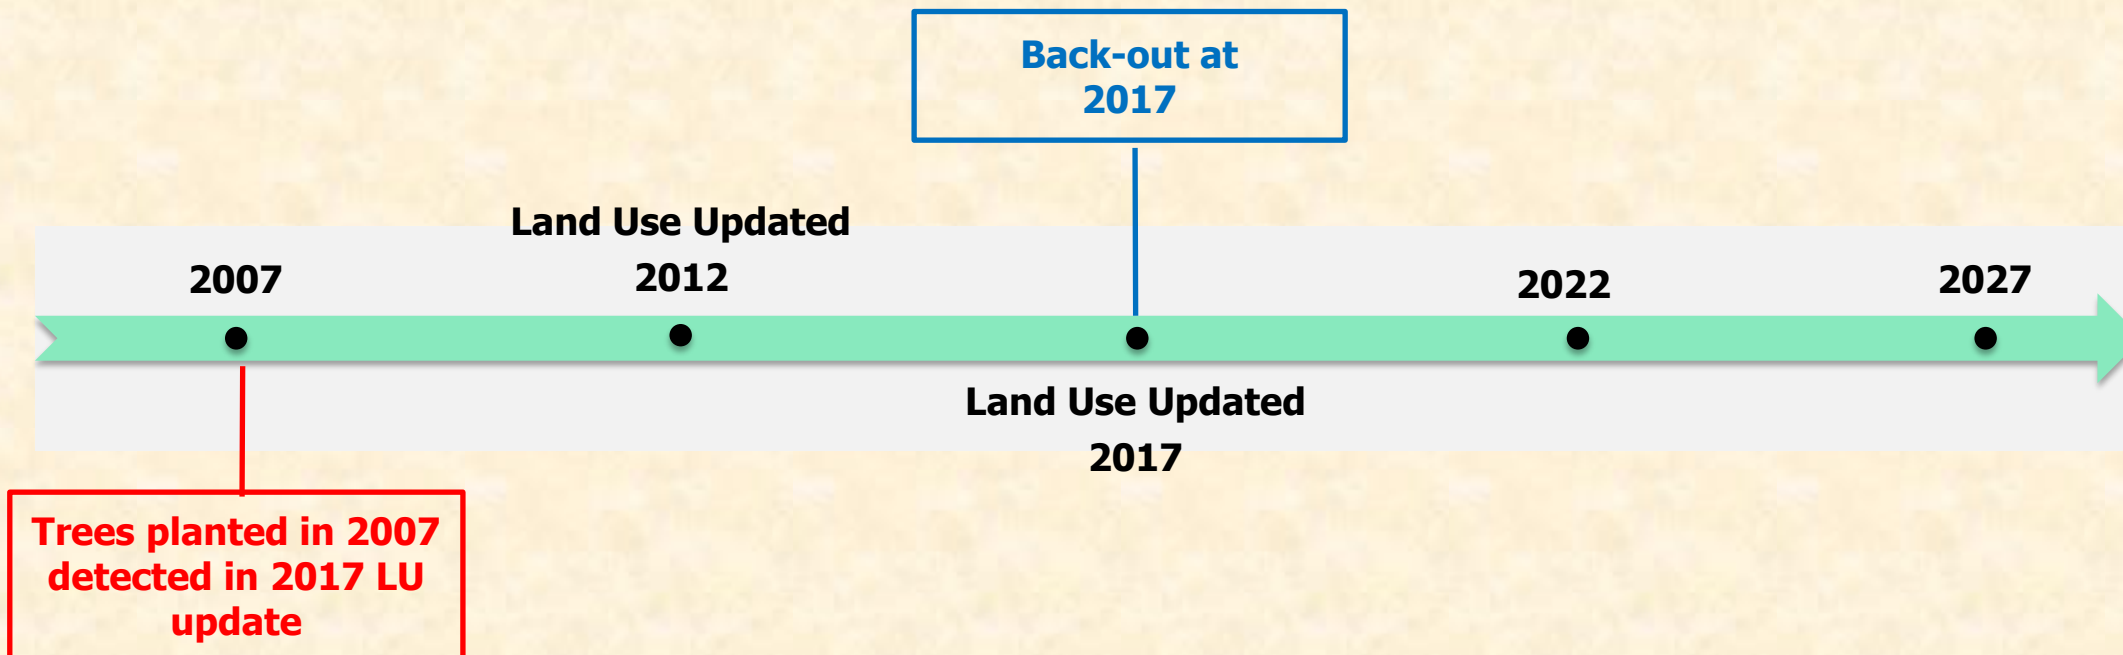 Back-out at
2017
Land Use Updated
2007
2012
2022
2027
Land Use Updated
2017
Trees planted in 2007
detected in 2017 LU
update